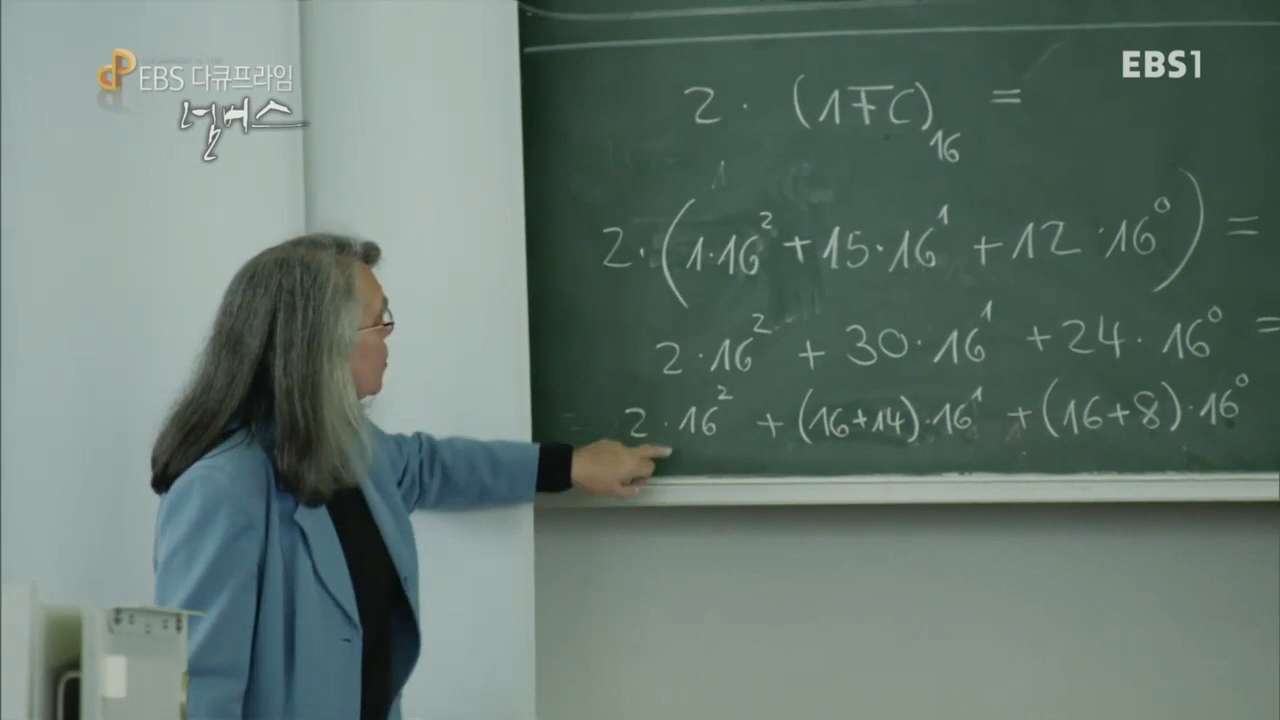 EBS 다큐프라임
넘버스
EBS1
2 · (1FC)₁₆ =
2·(1·16² + 15·16¹ + 12·16⁰) =
2·16² + 30·16¹ + 24·16⁰ =
2·16² + (16+14)·16¹ + (16+8)·16⁰